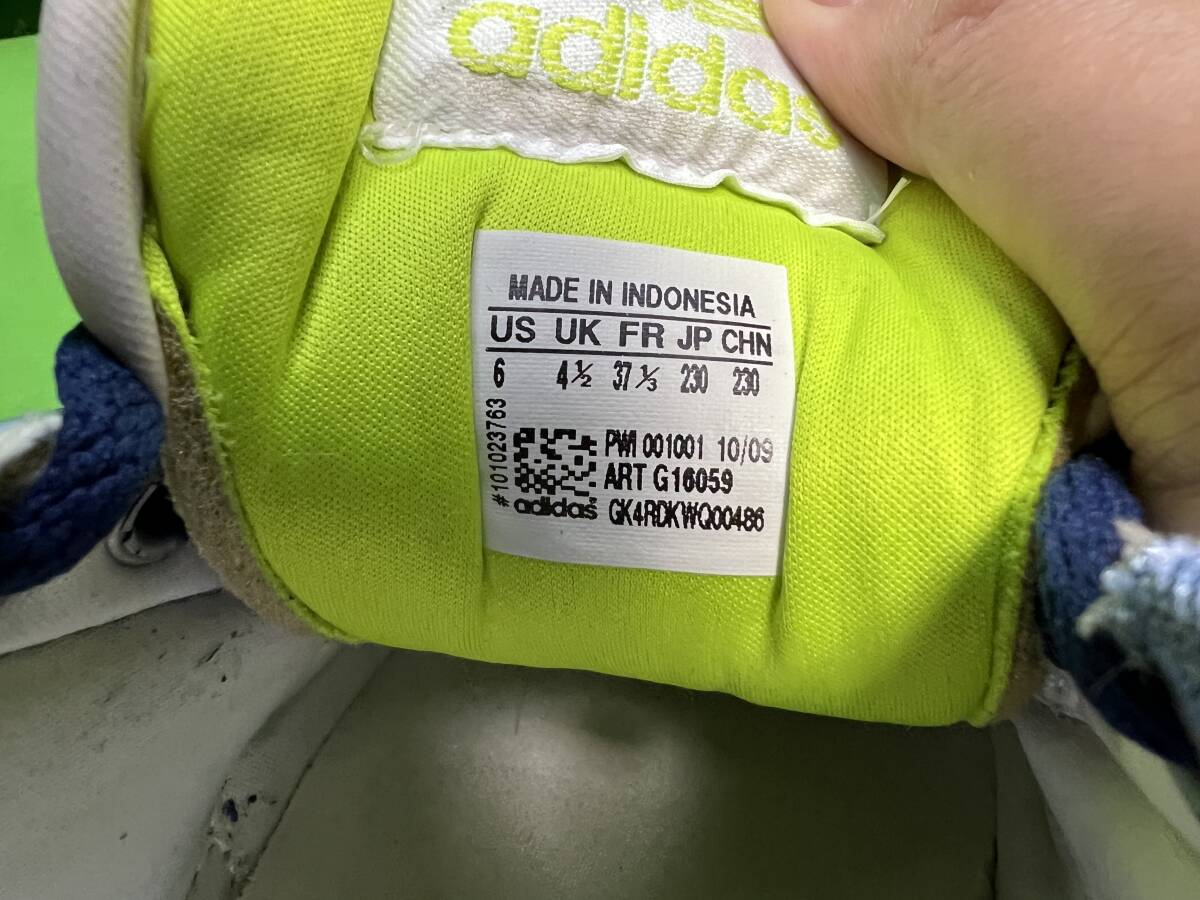 adidas
MADE IN INDONESIA
US UK FR JP CHN
6 4½ 37⅓ 230 230
#101023763
PWI 001001 10/09
ART G16059
adidas GK4RDKWQ00486